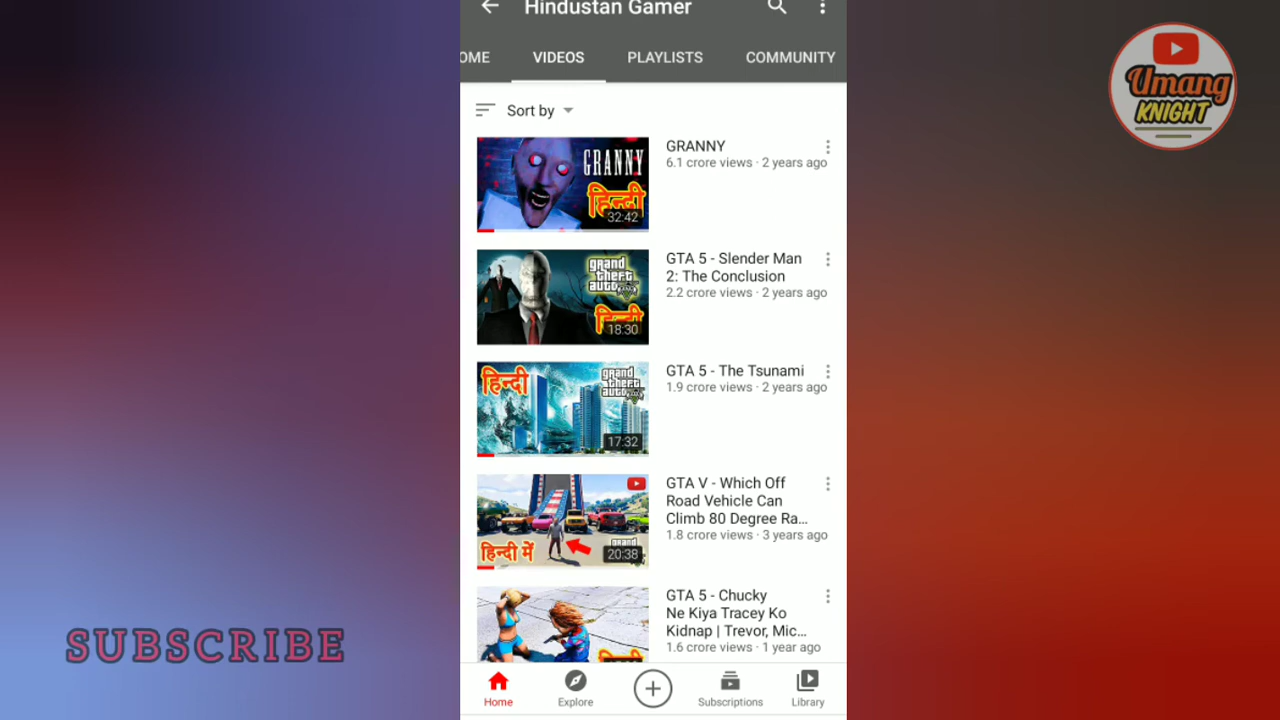 Hindustan Gamer
OME VIDEOS PLAYLISTS COMMUNITY
Umang
KNIGHT
Sort by
GRANNY
हिन्दी
32:42
GRANNY
6.1 crore views · 2 years ago
grand
theft
auto
हिन्दी
18:30
GTA 5 - Slender Man
2: The Conclusion
2.2 crore views · 2 years ago
हिन्दी
grand
theft
auto
17:32
GTA 5 - The Tsunami
1.9 crore views · 2 years ago
हिन्दी में
grand
20:38
GTA V - Which Off
Road Vehicle Can
Climb 80 Degree Ra...
1.8 crore views · 3 years ago
GTA 5 - Chucky
Ne Kiya Tracey Ko
Kidnap | Trevor, Mic...
1.6 crore views · 1 year ago
SUBSCRIBE
Home Explore Subscriptions Library